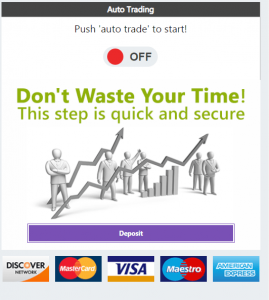 Auto Trading
Push 'auto trade' to start!
OFF
Don't Waste Your Time!
This step is quick and secure
Deposit
DISCOVER MasterCard VISA Maestro AMERICAN
NETWORK EXPRESS